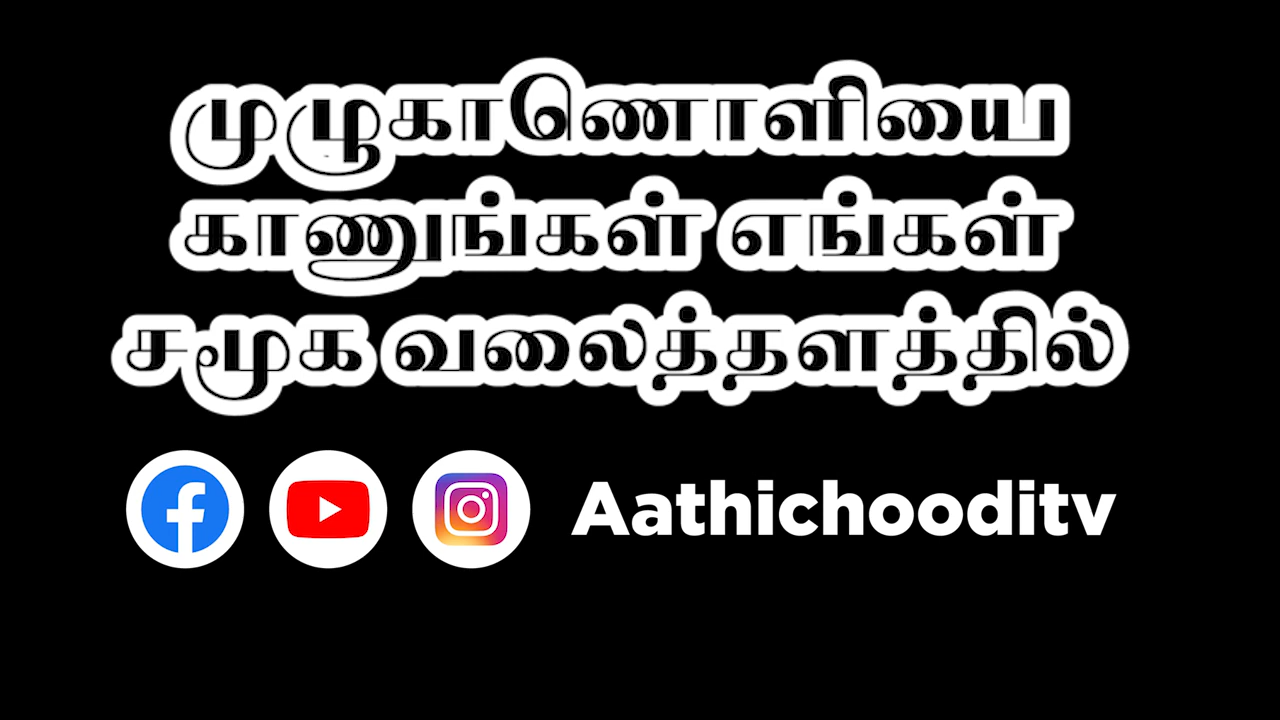 முழுகாணொளியை
காணுங்கள் எங்கள்
சமூக வலைத்தளத்தில்
Aathichooditv